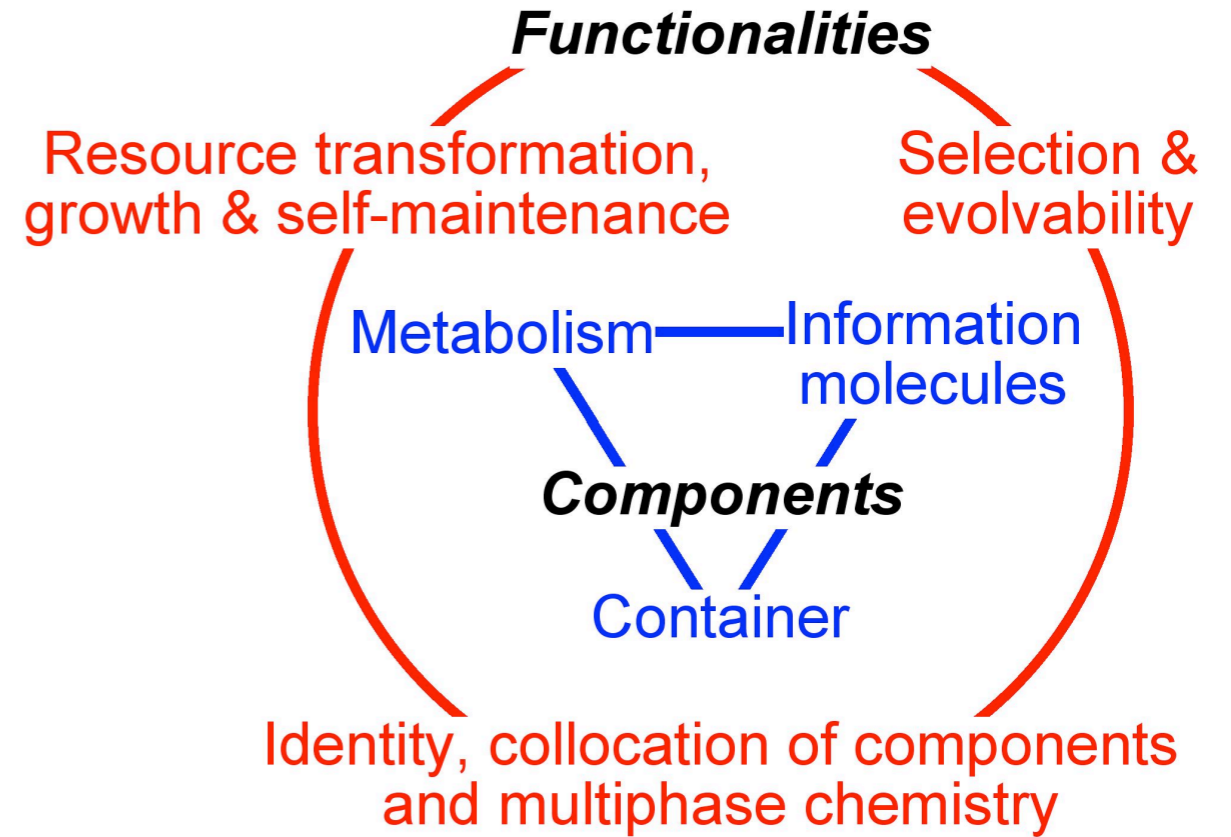 Functionalities
Resource transformation,
growth & self-maintenance
Selection &
evolvability
Metabolism
Information
molecules
Components
Container
Identity, collocation of components
and multiphase chemistry